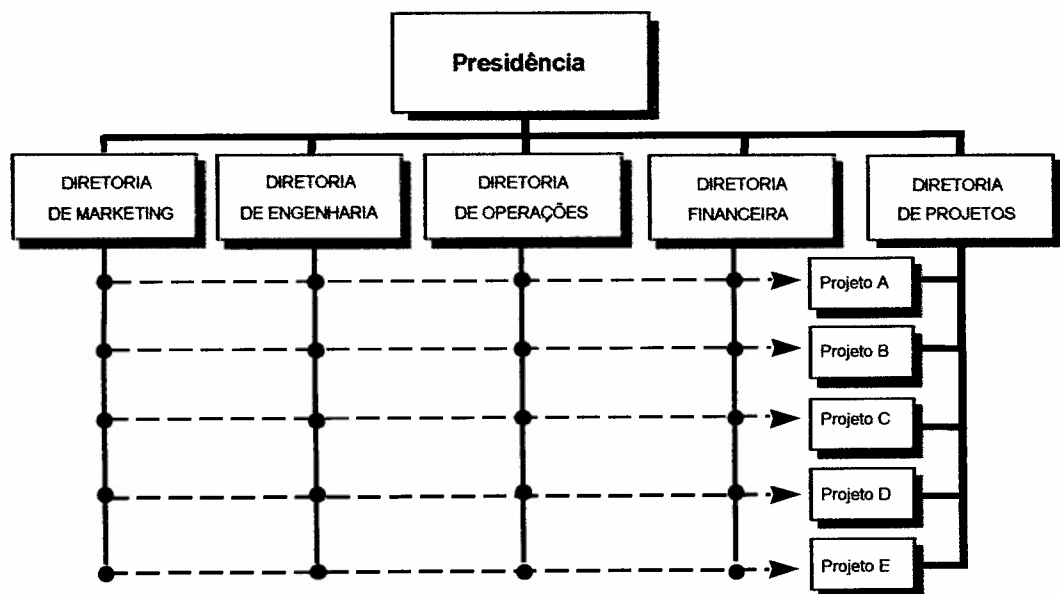 Presidência
DIRETORIA
DE MARKETING
DIRETORIA
DE ENGENHARIA
DIRETORIA
DE OPERAÇÕES
DIRETORIA
FINANCEIRA
DIRETORIA
DE PROJETOS
Projeto A
Projeto B
Projeto C
Projeto D
Projeto E